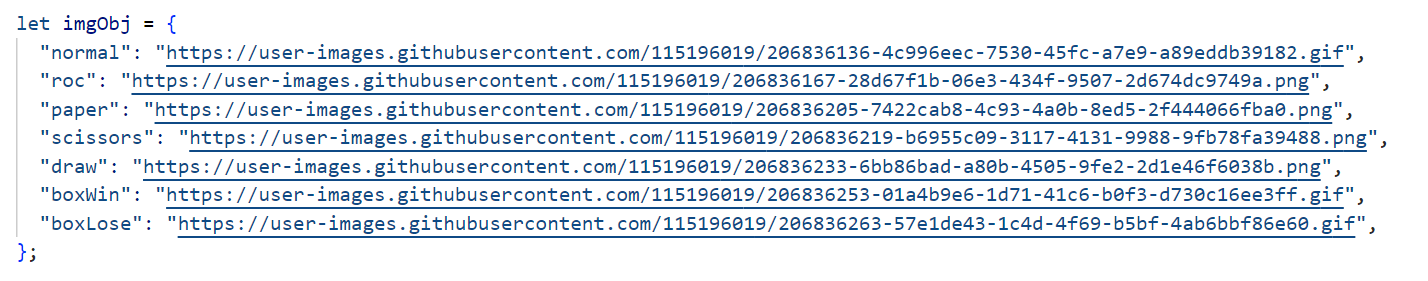 let imgObj = {
"normal": "https://user-images.githubusercontent.com/115196019/206836136-4c996eec-7530-45fc-a7e9-a89eddb39182.gif",
"roc": "https://user-images.githubusercontent.com/115196019/206836167-28d67f1b-06e3-434f-9507-2d674dc9749a.png",
"paper": "https://user-images.githubusercontent.com/115196019/206836205-7422cab8-4c93-4a0b-8ed5-2f444066fba0.png",
"scissors": "https://user-images.githubusercontent.com/115196019/206836219-b6955c09-3117-4131-9988-9fb78fa39488.png",
"draw": "https://user-images.githubusercontent.com/115196019/206836233-6bb86bad-a80b-4505-9fe2-2d1e46f6038b.png",
"boxWin": "https://user-images.githubusercontent.com/115196019/206836253-01a4b9e6-1d71-41c6-b0f3-d730c16ee3ff.gif",
"boxLose": "https://user-images.githubusercontent.com/115196019/206836263-57e1de43-1c4d-4f69-b5bf-4ab6bbf86e60.gif",
};